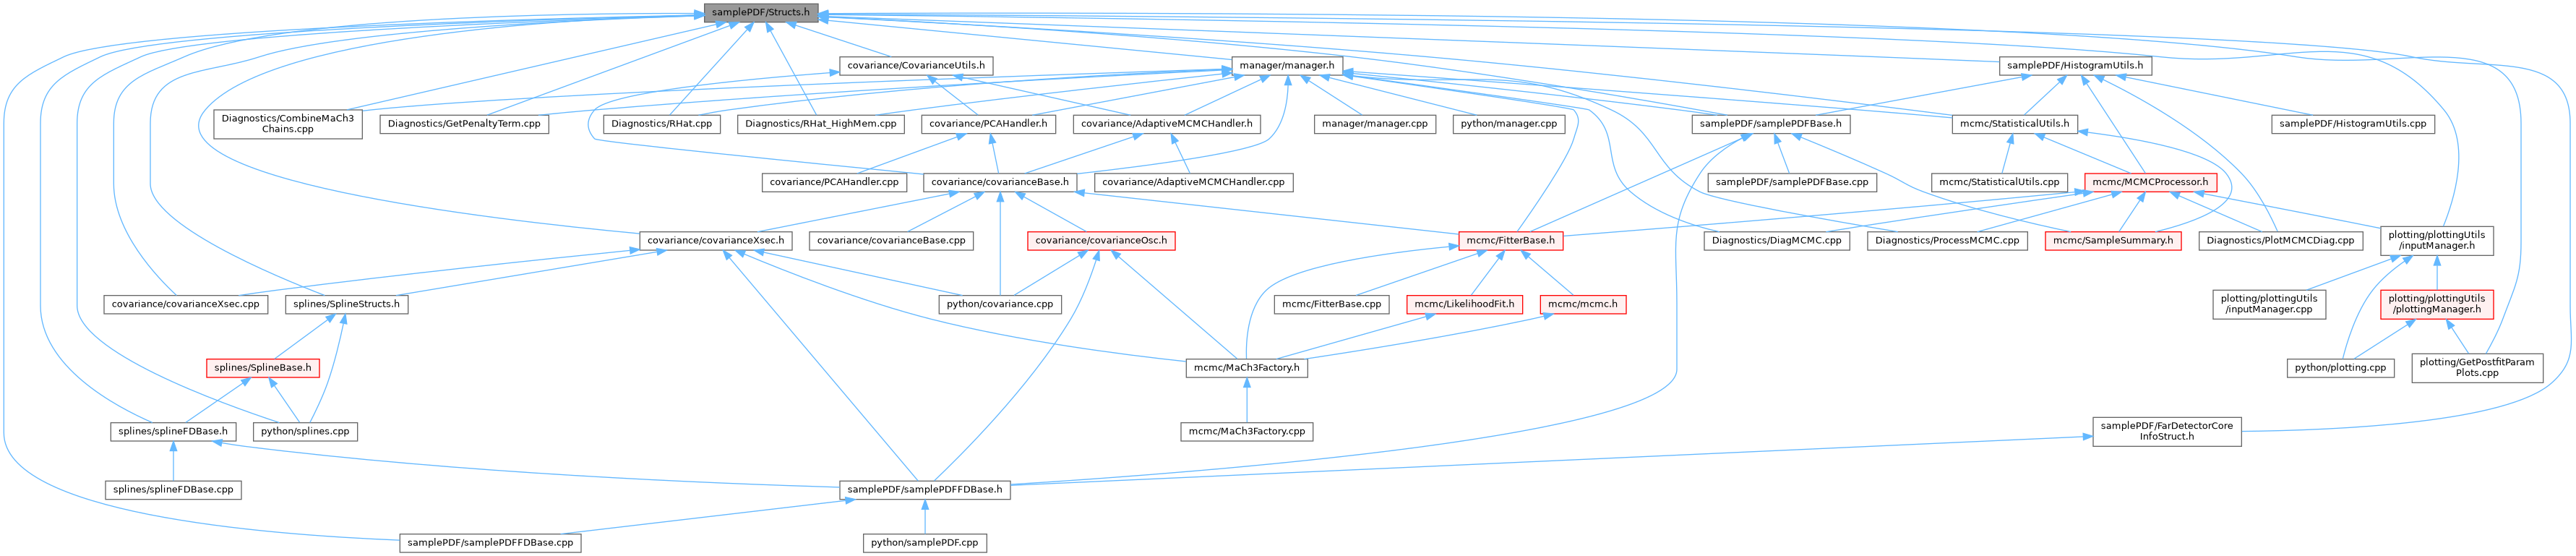 samplePDF/Structs.h
covariance/CovarianceUtils.h
manager/manager.h
samplePDF/HistogramUtils.h
Diagnostics/CombineMaCh3
Chains.cpp
Diagnostics/GetPenaltyTerm.cpp
Diagnostics/RHat.cpp
Diagnostics/RHat_HighMem.cpp
covariance/PCAHandler.h
covariance/AdaptiveMCMCHandler.h
manager/manager.cpp
python/manager.cpp
samplePDF/samplePDFBase.h
mcmc/StatisticalUtils.h
samplePDF/HistogramUtils.cpp
covariance/PCAHandler.cpp
covariance/covarianceBase.h
covariance/AdaptiveMCMCHandler.cpp
samplePDF/samplePDFBase.cpp
mcmc/StatisticalUtils.cpp
mcmc/MCMCProcessor.h
covariance/covarianceXsec.h
covariance/covarianceBase.cpp
covariance/covarianceOsc.h
mcmc/FitterBase.h
Diagnostics/DiagMCMC.cpp
Diagnostics/ProcessMCMC.cpp
mcmc/SampleSummary.h
Diagnostics/PlotMCMCDiag.cpp
plotting/plottingUtils
/inputManager.h
covariance/covarianceXsec.cpp
splines/SplineStructs.h
python/covariance.cpp
mcmc/FitterBase.cpp
mcmc/LikelihoodFit.h
mcmc/mcmc.h
plotting/plottingUtils
/inputManager.cpp
plotting/plottingUtils
/plottingManager.h
splines/SplineBase.h
mcmc/MaCh3Factory.h
python/plotting.cpp
plotting/GetPostfitParam
Plots.cpp
splines/splineFDBase.h
python/splines.cpp
mcmc/MaCh3Factory.cpp
samplePDF/FarDetectorCore
InfoStruct.h
splines/splineFDBase.cpp
samplePDF/samplePDFFDBase.h
samplePDF/samplePDFFDBase.cpp
python/samplePDF.cpp